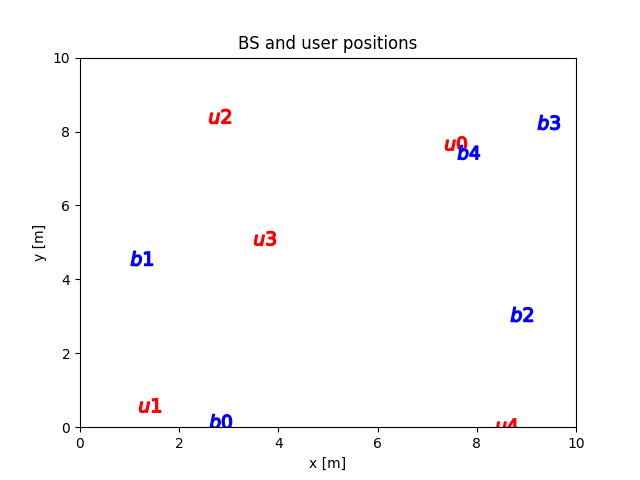 BS and user positions
10
8
6
4
2
0
y [m]
u2
b3
u0
b4
u3
b1
b2
u1
b0
u4
0 2 4 6 8 10
x [m]